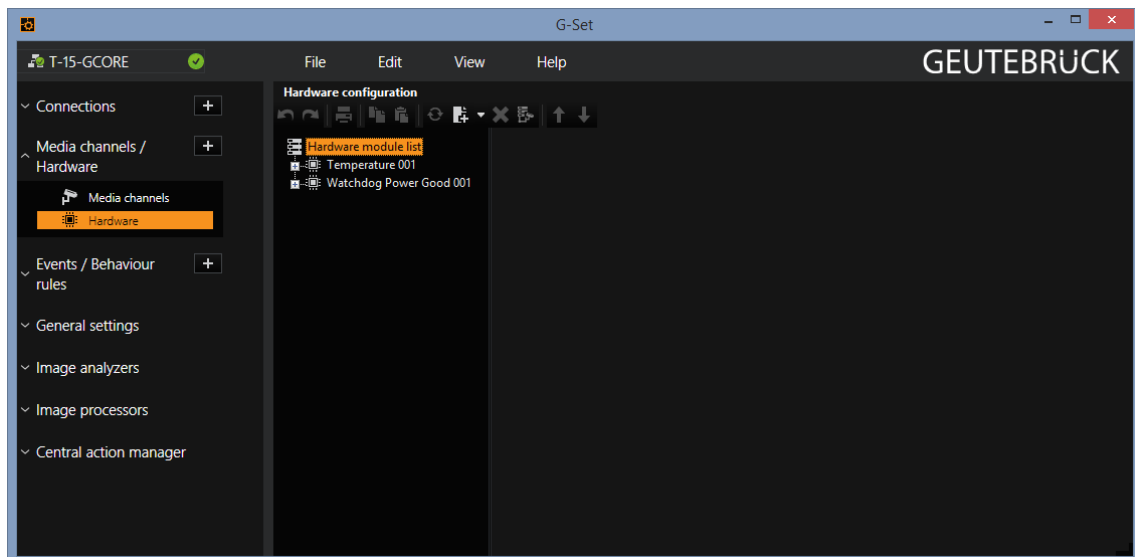 G-Set
T-15-GCORE
File Edit View Help
GEUTEBRÜCK
Connections
Media channels /
Hardware
Media channels
Hardware
Events / Behaviour
rules
General settings
Image analyzers
Image processors
Central action manager
Hardware configuration
Hardware module list
Temperature 001
Watchdog Power Good 001